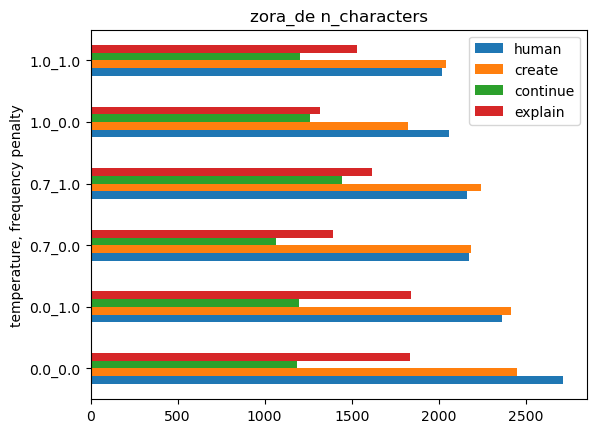 zora_de n_characters
human
create
continue
explain
temperature, frequency penalty
1.0_1.0
1.0_0.0
0.7_1.0
0.7_0.0
0.0_1.0
0.0_0.0
0 500 1000 1500 2000 2500